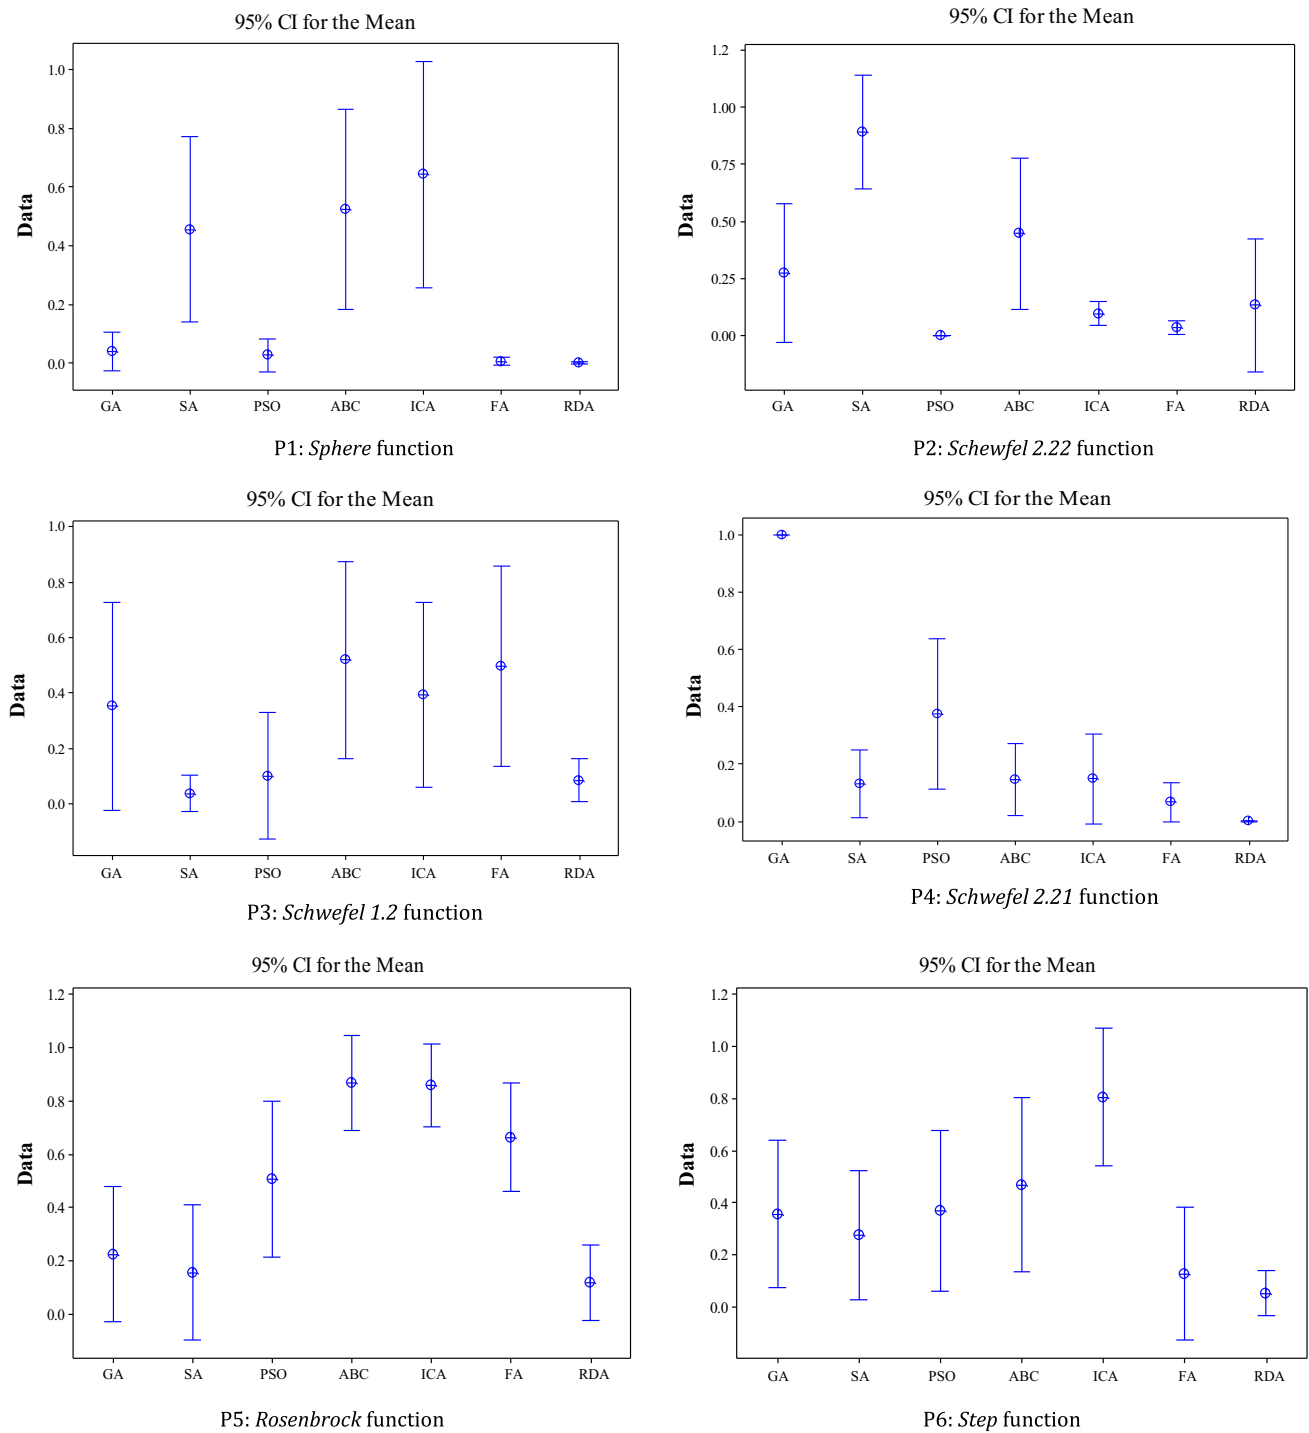 95% CI for the Mean
1.0
0.8
0.6
0.4
0.2
0.0
Data
GA SA PSO ABC ICA FA RDA
P1: Sphere function
95% CI for the Mean
1.2
1.00
0.75
0.50
0.25
0.00
Data
GA SA PSO ABC ICA FA RDA
P2: Schewfel 2.22 function
95% CI for the Mean
1.0
0.8
0.6
0.4
0.2
0.0
Data
GA SA PSO ABC ICA FA RDA
P3: Schwefel 1.2 function
95% CI for the Mean
1.0
0.8
0.6
0.4
0.2
0.0
Data
GA SA PSO ABC ICA FA RDA
P4: Schwefel 2.21 function
95% CI for the Mean
1.2
1.0
0.8
0.6
0.4
0.2
0.0
Data
GA SA PSO ABC ICA FA RDA
P5: Rosenbrock function
95% CI for the Mean
1.2
1.0
0.8
0.6
0.4
0.2
0.0
Data
GA SA PSO ABC ICA FA RDA
P6: Step function